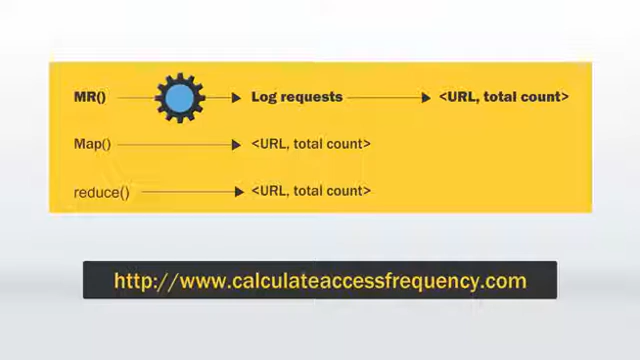 MR() Log requests <URL, total count>
Map() <URL, total count>
reduce() <URL, total count>
http://www.calculateaccessfrequency.com